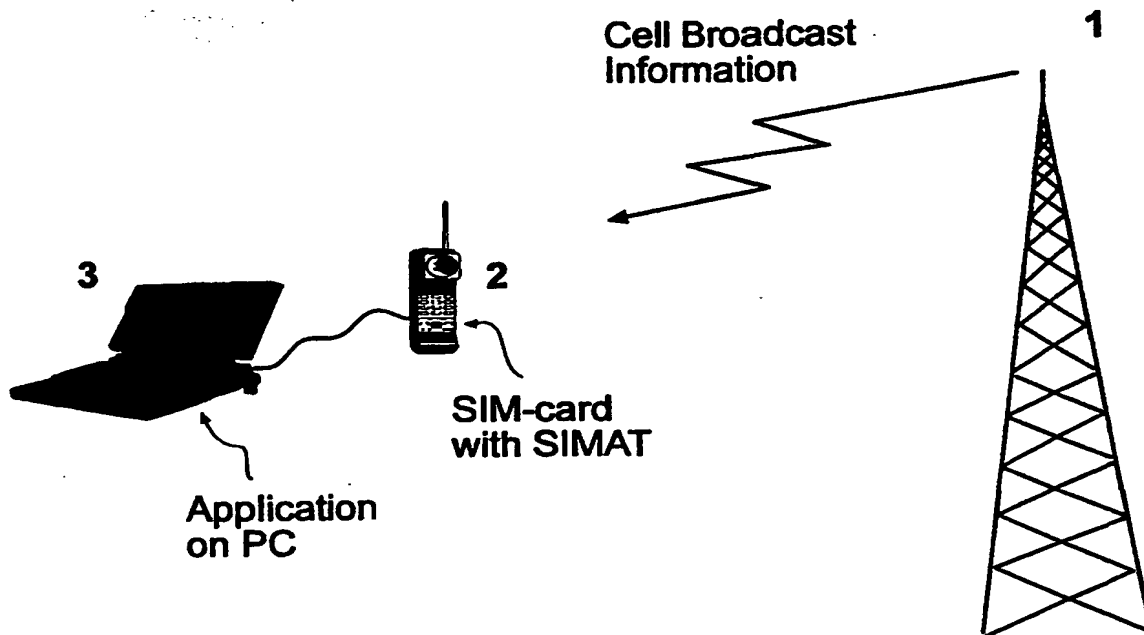 Cell Broadcast
Information
1
3
2
SIM-card
with SIMAT
Application
on PC